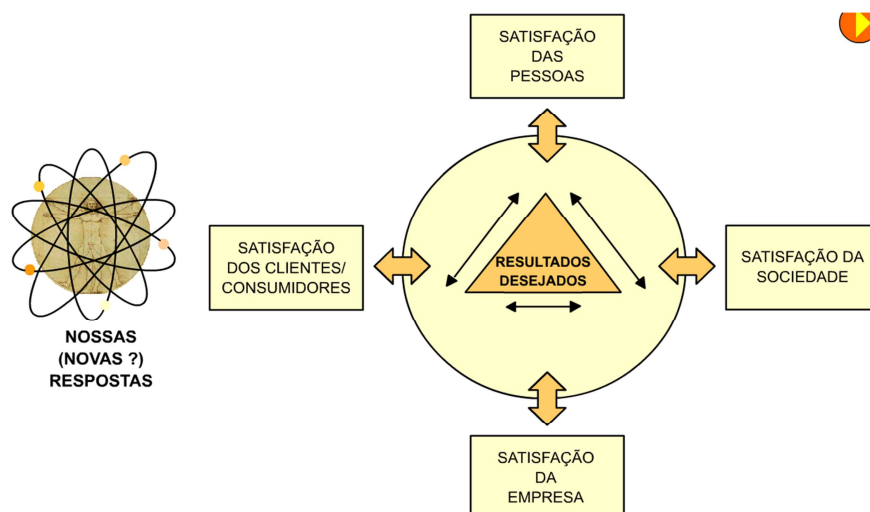 SATISFAÇÃO
DAS
PESSOAS
SATISFAÇÃO
DOS CLIENTES/
CONSUMIDORES
RESULTADOS
DESEJADOS
SATISFAÇÃO DA
SOCIEDADE
NOSSAS
(NOVAS ?)
RESPOSTAS
SATISFAÇÃO
DA
EMPRESA